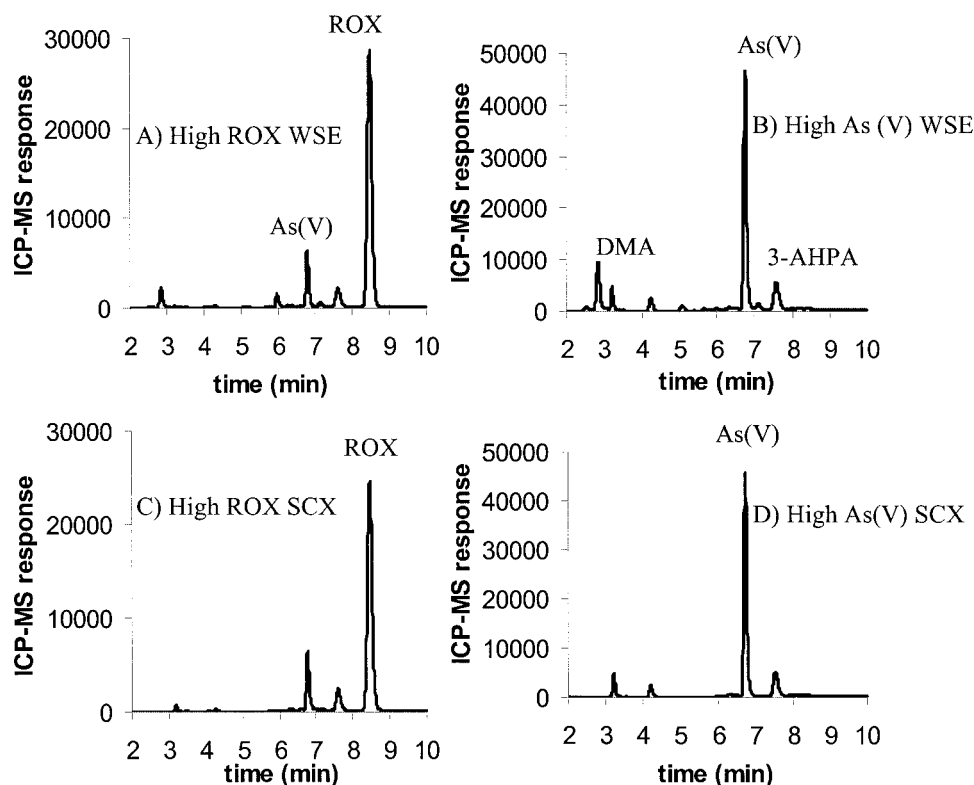 ROX
30000
20000
10000
0
ICP-MS response
A) High ROX WSE
As(V)
2 3 4 5 6 7 8 9 10
time (min)
As(V)
50000
40000
30000
20000
10000
0
ICP-MS response
B) High As (V) WSE
DMA
3-AHPA
2 3 4 5 6 7 8 9 10
time (min)
ROX
30000
20000
10000
0
ICP-MS response
C) High ROX SCX
2 3 4 5 6 7 8 9 10
time (min)
As(V)
50000
40000
30000
20000
10000
0
ICP-MS response
D) High As(V) SCX
2 3 4 5 6 7 8 9 10
time (min)